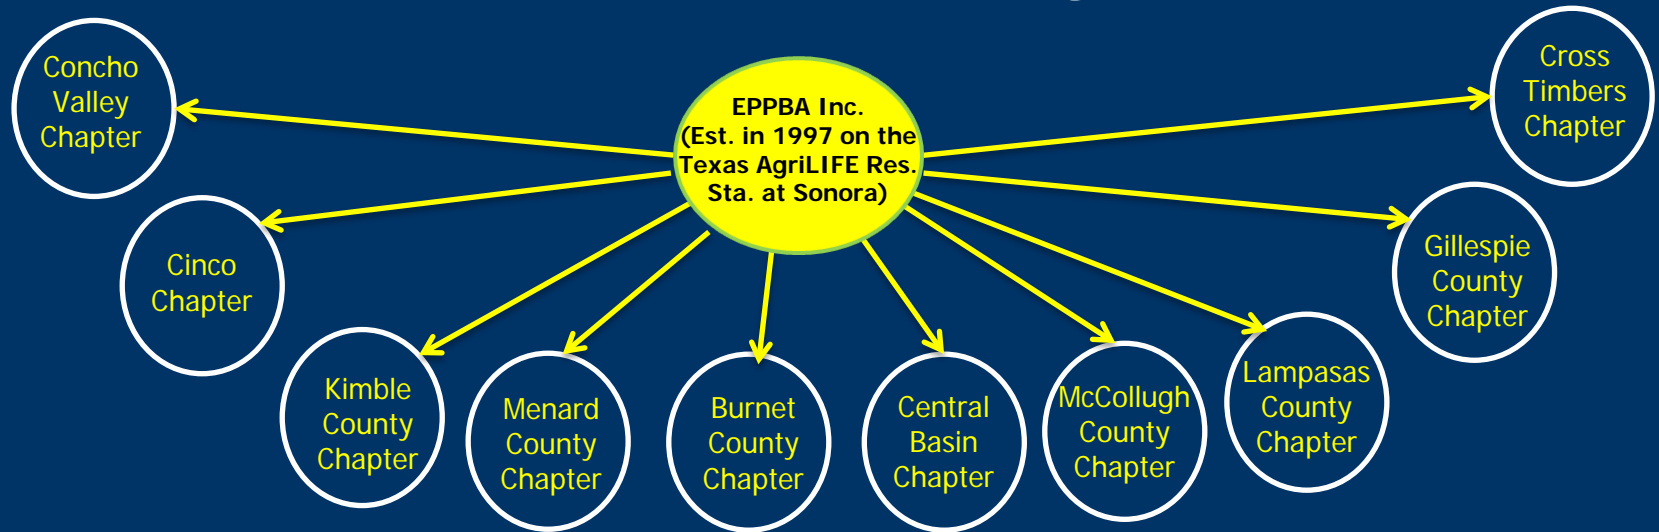 EPPBA Inc.
(Est. in 1997 on the
Texas AgriLIFE Res.
Sta. at Sonora)
Concho
Valley
Chapter
Cinco
Chapter
Kimble
County
Chapter
Menard
County
Chapter
Burnet
County
Chapter
Central
Basin
Chapter
McCollugh
County
Chapter
Lampasas
County
Chapter
Gillespie
County
Chapter
Cross
Timbers
Chapter